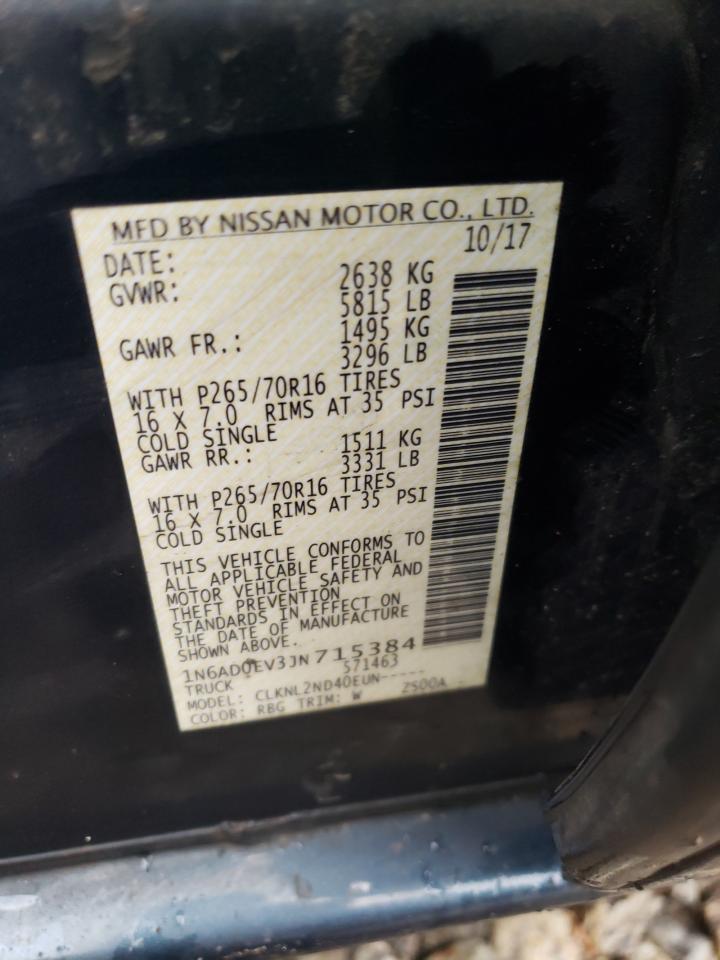 MFD BY NISSAN MOTOR CO., LTD.
DATE: 10/17
GVWR: 2638 KG
5815 LB
GAWR FR.: 1495 KG
3296 LB
WITH P265/70R16 TIRES
16 X 7.0 RIMS AT 35 PSI
COLD SINGLE
GAWR RR.: 1511 KG
3331 LB
WITH P265/70R16 TIRES
16 X 7.0 RIMS AT 35 PSI
COLD SINGLE
THIS VEHICLE CONFORMS TO
ALL APPLICABLE FEDERAL
MOTOR VEHICLE SAFETY AND
THEFT PREVENTION
STANDARDS IN EFFECT ON
THE DATE OF MANUFACTURE
SHOWN ABOVE.
1N6AD0EV3JN715384
TRUCK 571463
MODEL: CLKNL2ND40EUN-----
COLOR: RBG TRIM: W Z500A